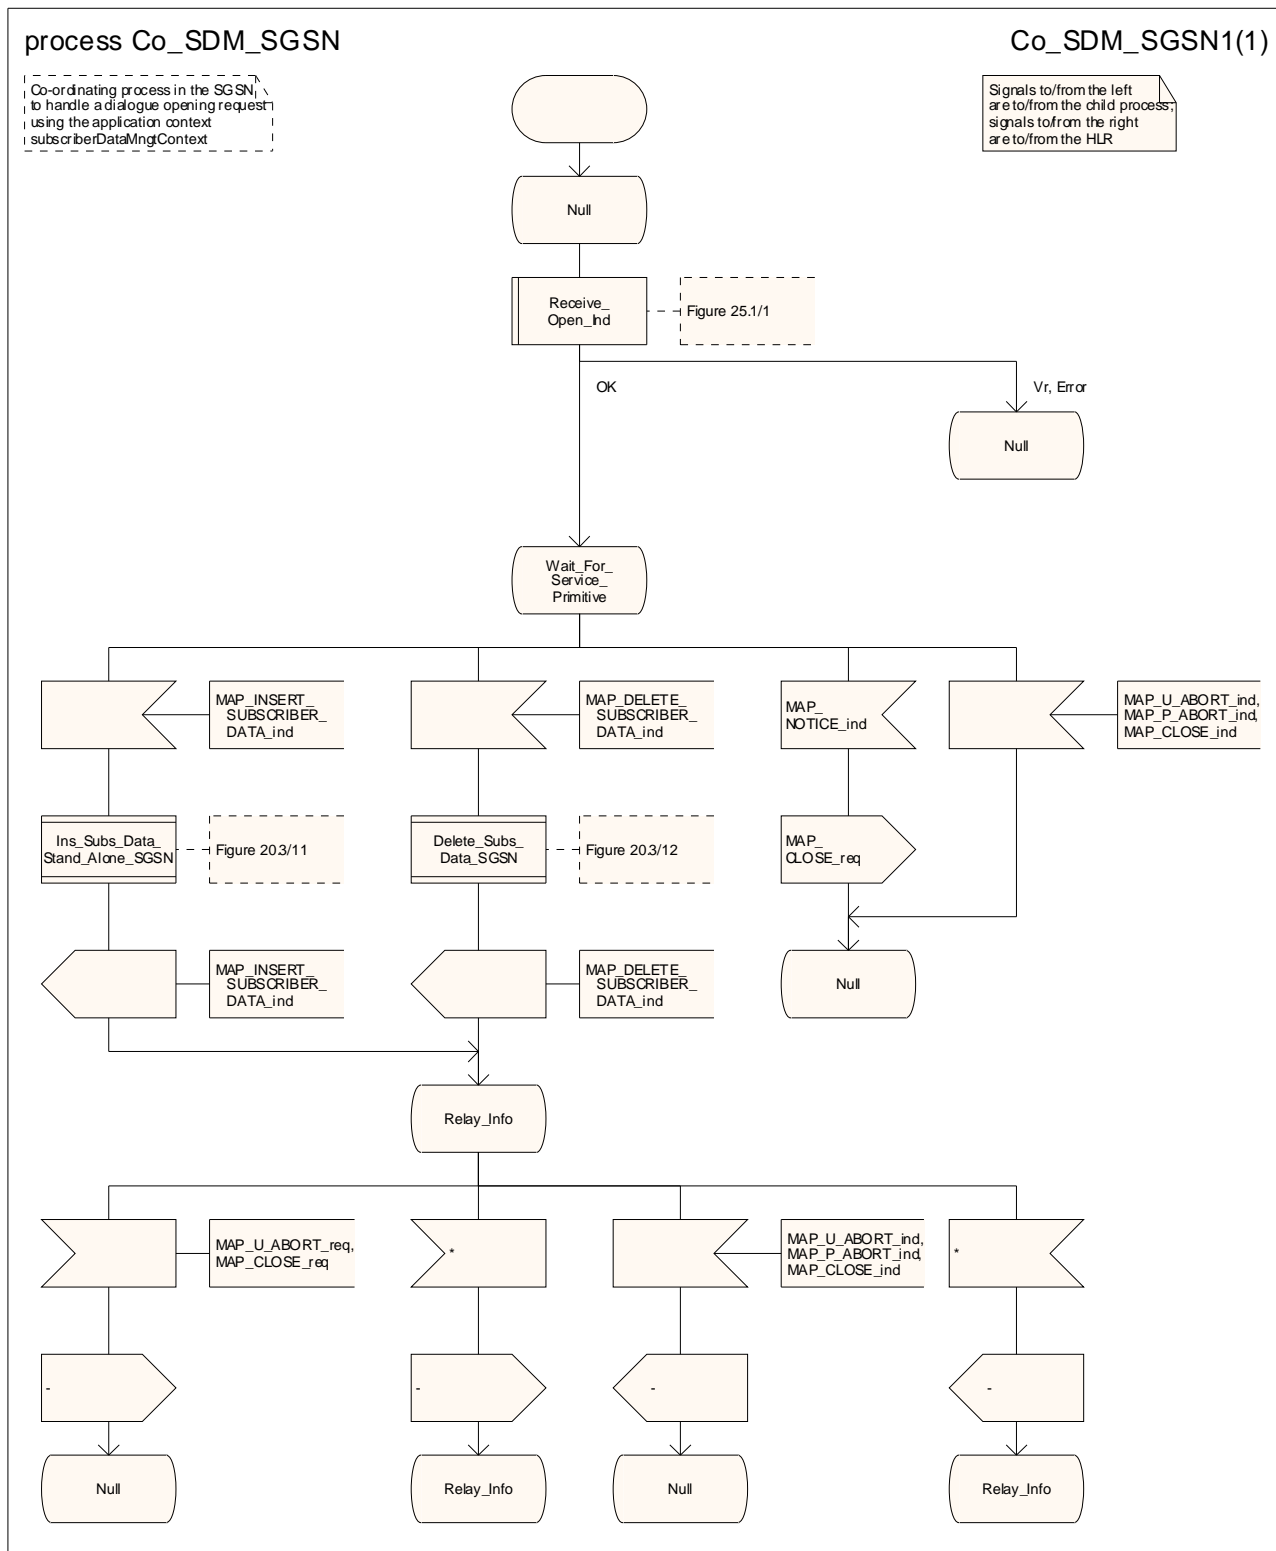 process Co_SDM_SGSN
Co_SDM_SGSN1(1)
Co-ordinating process in the SGSN
to handle a dialogue opening request
using the application context
subscriberDataMngtContext
Signals to/from the left
are to/from the child process;
signals to/from the right
are to/from the HLR
Null
Receive_
Open_Ind
Figure 25.1/1
OK
Vr, Error
Null
Wait_For_
Service_
Primitive
MAP_INSERT_
SUBSCRIBER_
DATA_ind
MAP_DELETE_
SUBSCRIBER_
DATA_ind
MAP_
NOTICE_ind
MAP_U_ABORT_ind,
MAP_P_ABORT_ind,
MAP_CLOSE_ind
Ins_Subs_Data_
Stand_Alone_SGSN
Figure 20.3/11
Delete_Subs_
Data_SGSN
Figure 20.3/12
MAP_
CLOSE_req
MAP_INSERT_
SUBSCRIBER_
DATA_ind
MAP_DELETE_
SUBSCRIBER_
DATA_ind
Null
Relay_Info
MAP_U_ABORT_req,
MAP_CLOSE_req
*
MAP_U_ABORT_ind,
MAP_P_ABORT_ind,
MAP_CLOSE_ind
*
-
-
-
-
Null
Relay_Info
Null
Relay_Info